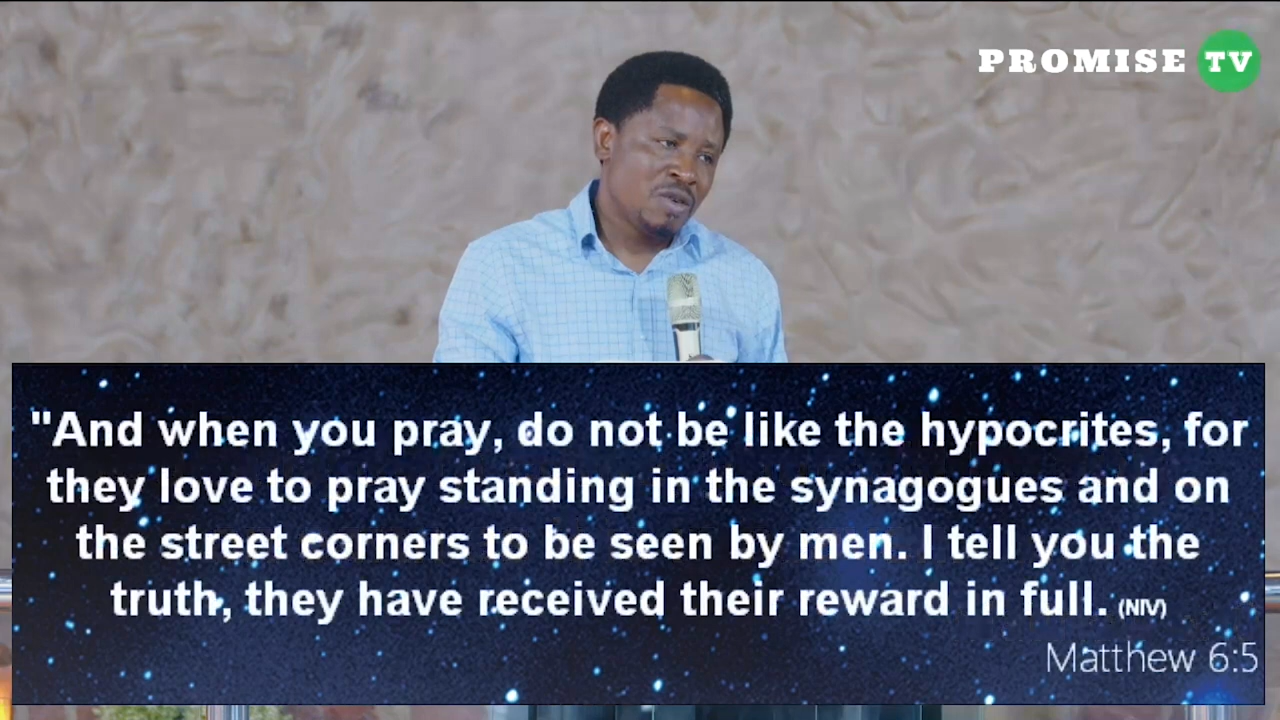 PROMISE TV
"And when you pray, do not be like the hypocrites, for
they love to pray standing in the synagogues and on
the street corners to be seen by men. I tell you the
truth, they have received their reward in full. (NIV)
Matthew 6:5